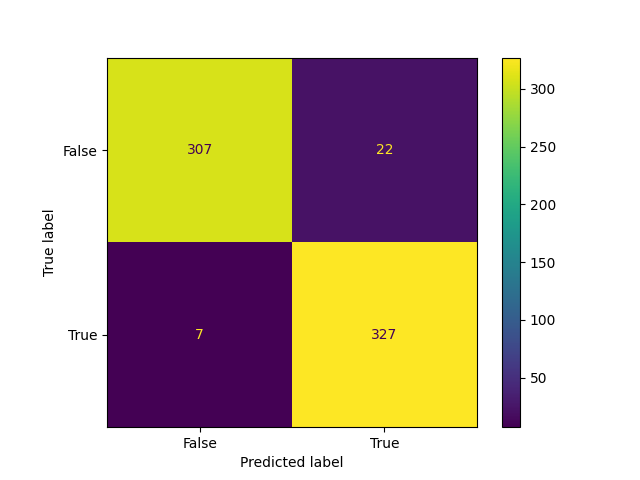 307 22
7 327
False
True
True label
False True
Predicted label
300
250
200
150
100
50